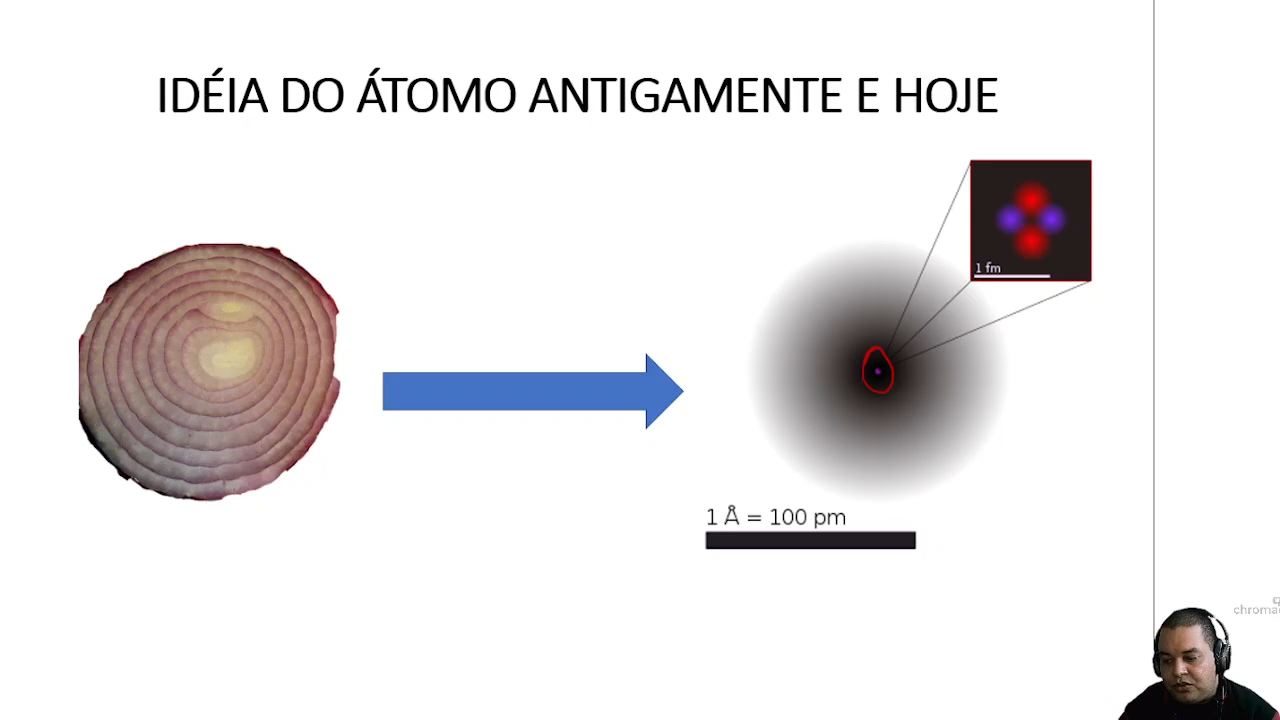 IDÉIA DO ÁTOMO ANTIGAMENTE E HOJE
1 fm
1 Å = 100 pm